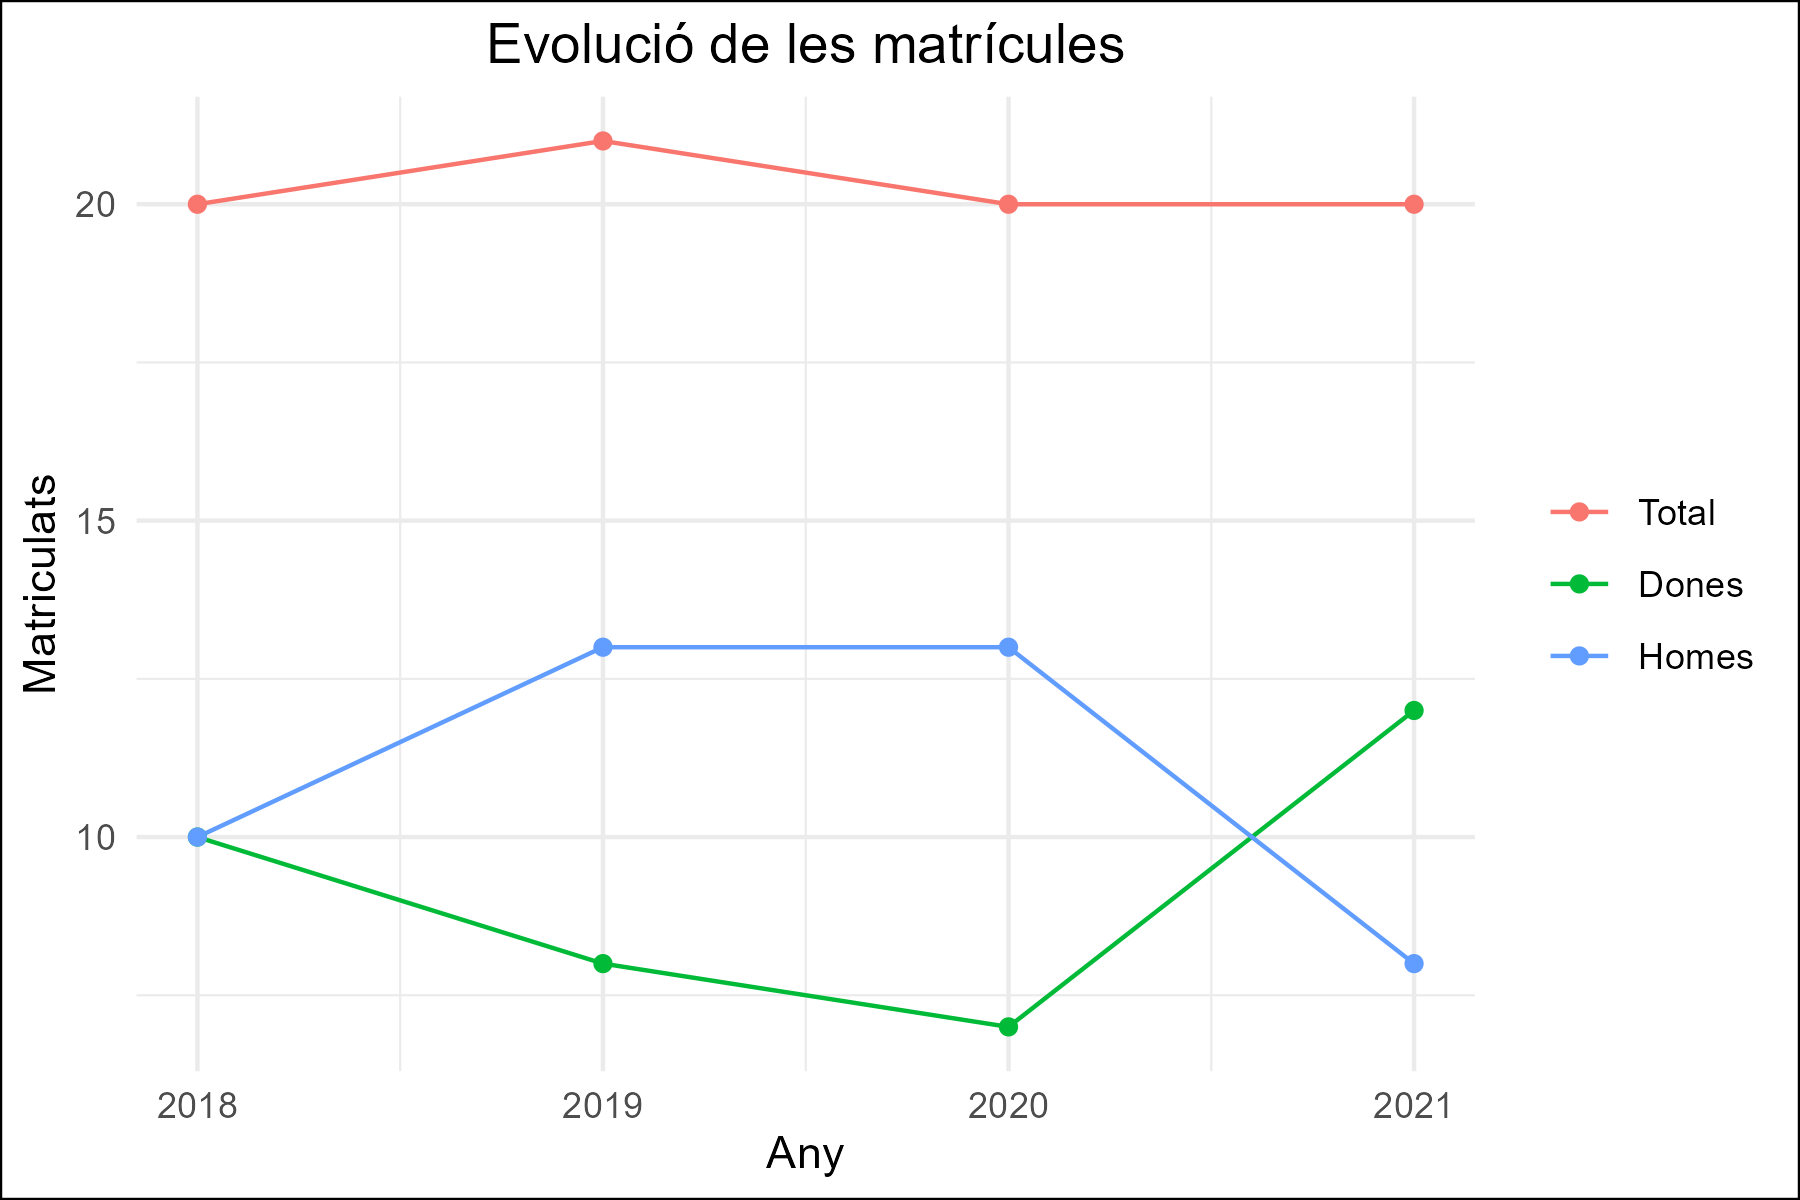 Evolució de les matrícules
Matriculats
20
15
10
2018
2019
2020
2021
Any
Total
Dones
Homes